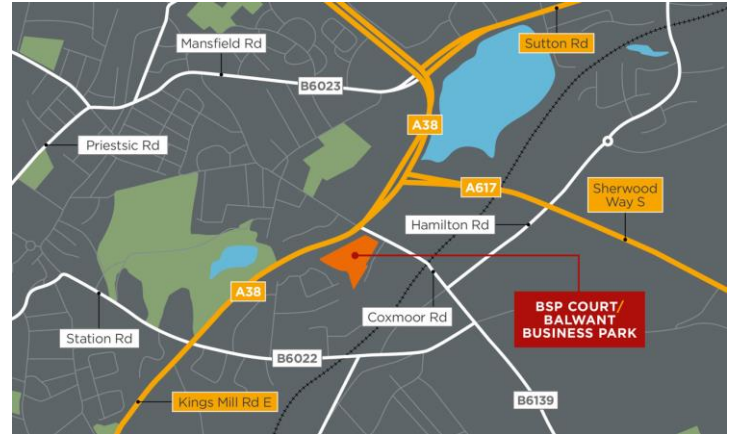 Mansfield Rd
Sutton Rd
B6023
A38
Priestsic Rd
A617
Sherwood
Way S
Hamilton Rd
A38
BSP COURT/
BALWANT
BUSINESS PARK
Coxmoor Rd
Station Rd
B6022
Kings Mill Rd E
B6139